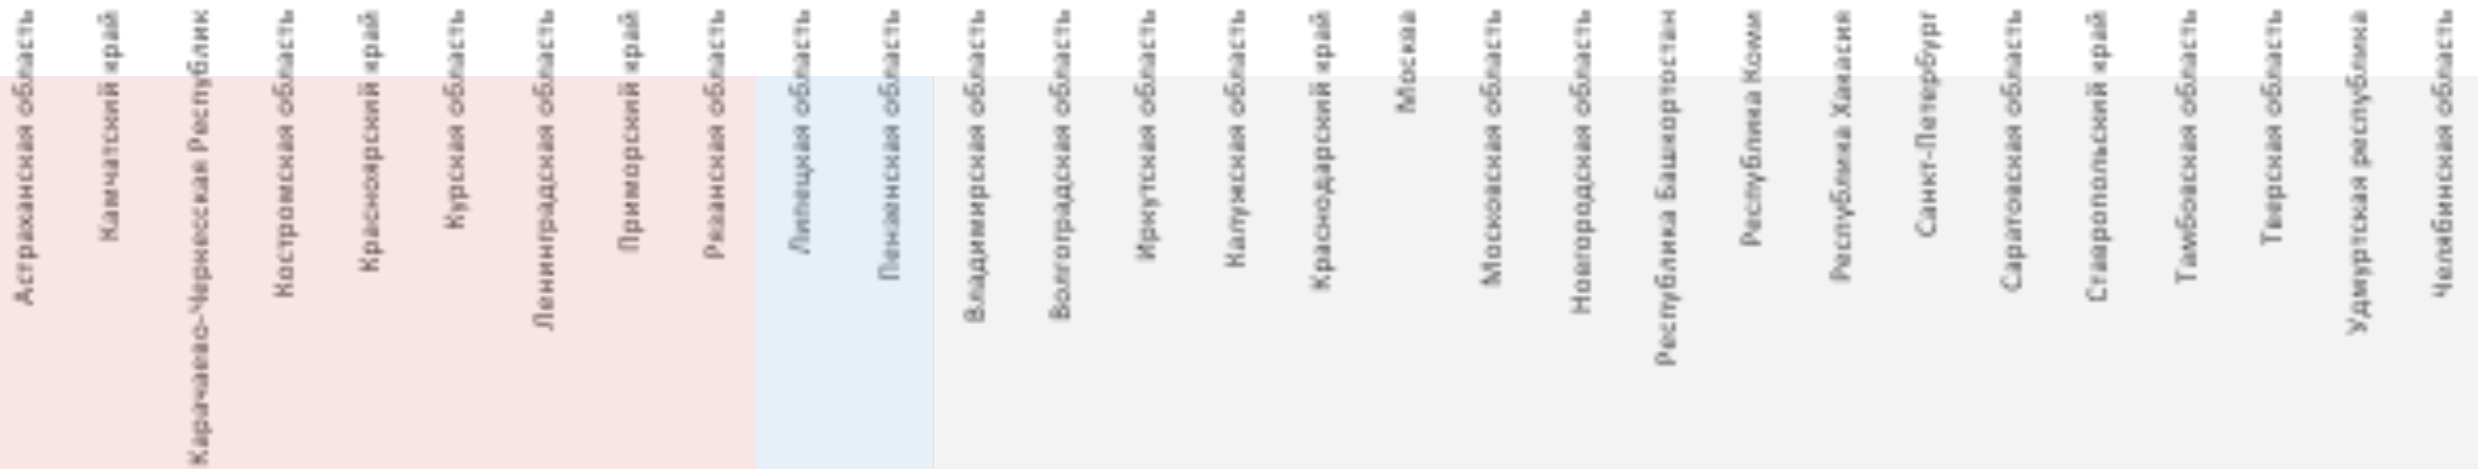 Астраханская область
Камчатский край
Карачаево-Черкесская Республик
Костромская область
Красноярский край
Курская область
Ленинградская область
Приморский край
Рязанская область
Липецкая область
Пензенская область
Владимирская область
Волгоградская область
Иркутская область
Калужская область
Краснодарский край
Москва
Московская область
Новгородская область
Республика Башкортостан
Республика Коми
Республика Хакасия
Санкт-Петербург
Саратовская область
Ставропольский край
Тамбовская область
Тверская область
Удмуртская республика
Челябинская область